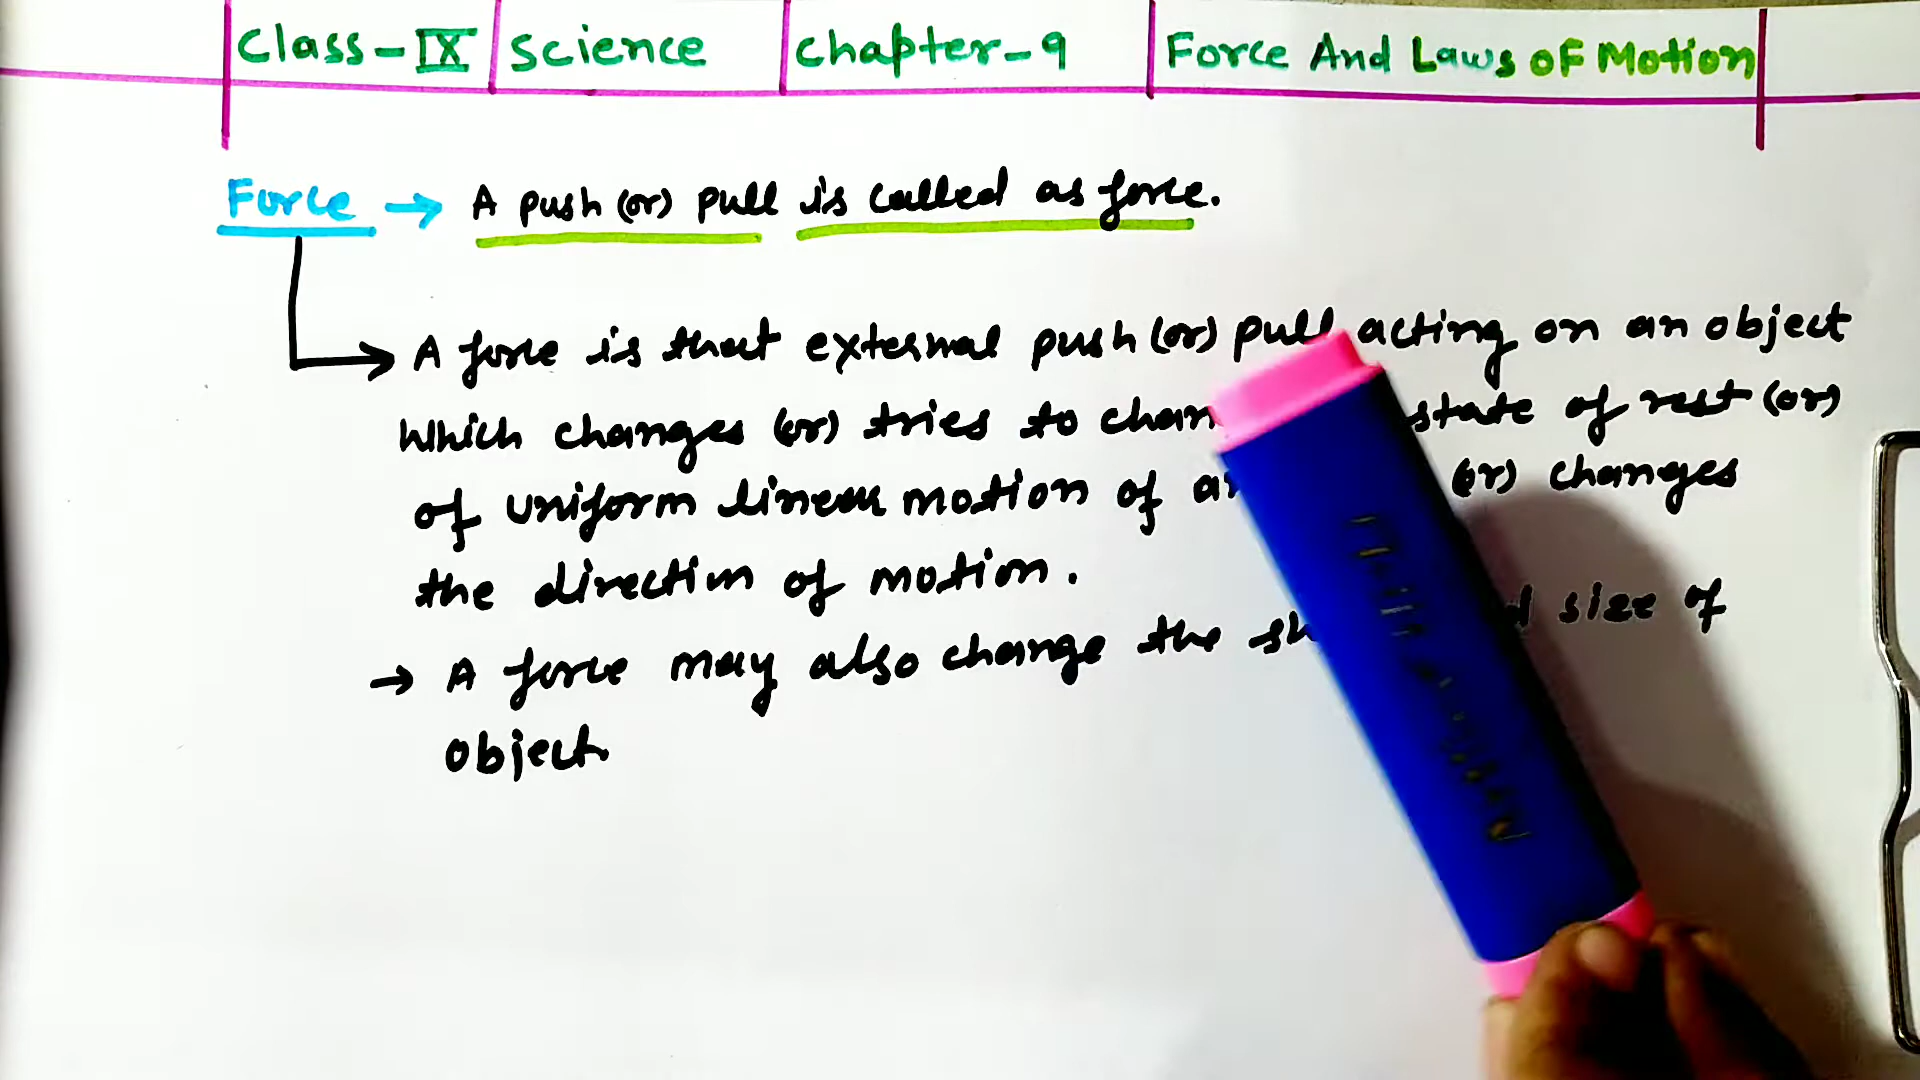 Class-IX Science Chapter-9 Force And Laws of Motion
Force → A push (or) pull is called as force.
→ A force is that external push (or) pull acting on an object
which changes (or) tries to chan state of rest (or)
of uniform linear motion of an (or) changes
the direction of motion.
→ A force may also change the sh size of
object.